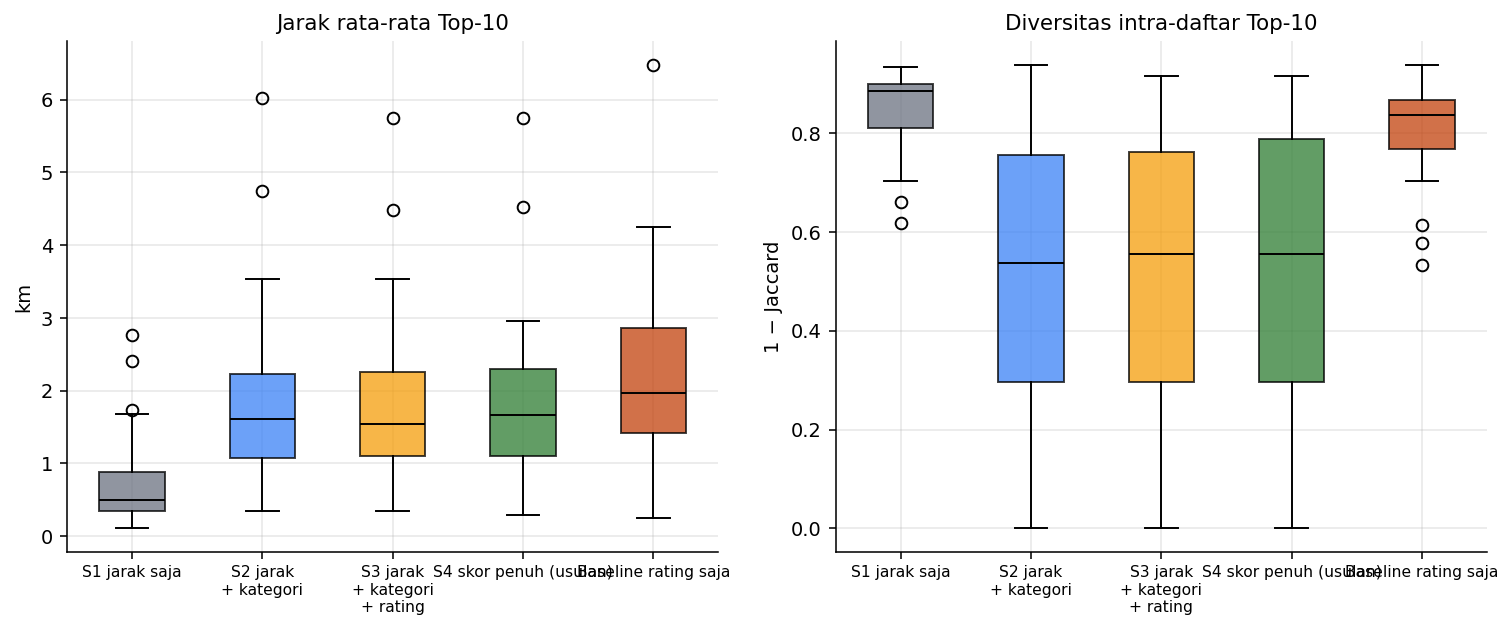 Jarak rata-rata Top-10
km
6
5
4
3
2
1
0
S1 jarak saja
S2 jarak
+ kategori
S3 jarak
+ kategori
+ rating
S4 skor penuh (usulan)
Baseline rating saja
Diversitas intra-daftar Top-10
1 − Jaccard
0.8
0.6
0.4
0.2
0.0
S1 jarak saja
S2 jarak
+ kategori
S3 jarak
+ kategori
+ rating
S4 skor penuh (usulan)
Baseline rating saja